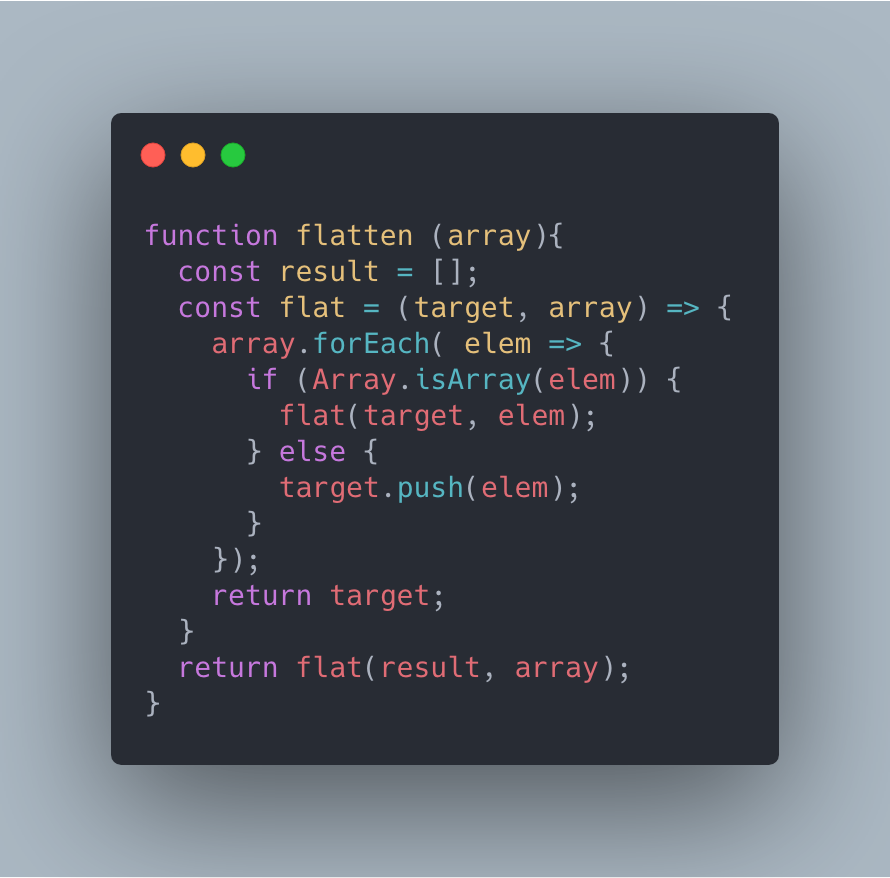 function flatten (array){
  const result = [];
  const flat = (target, array) => {
    array.forEach( elem => {
      if (Array.isArray(elem)) {
        flat(target, elem);
      } else {
        target.push(elem);
      }
    });
    return target;
  }
  return flat(result, array);
}